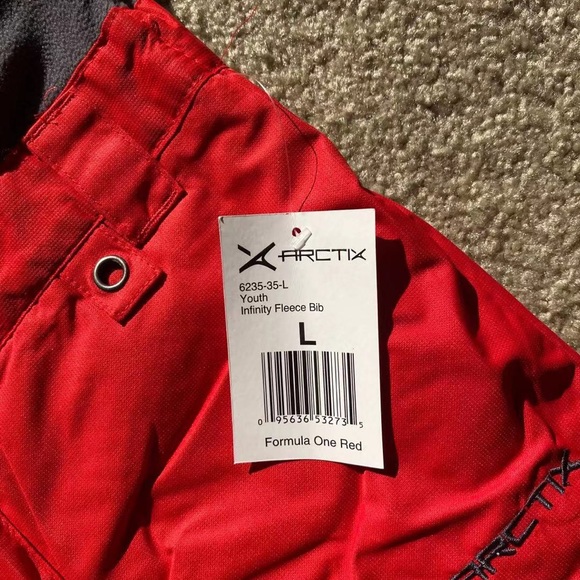 ARCTIX
6235-35-L
Youth
Infinity Fleece Bib
L
0 95636 53273 5
Formula One Red
ARCTIX